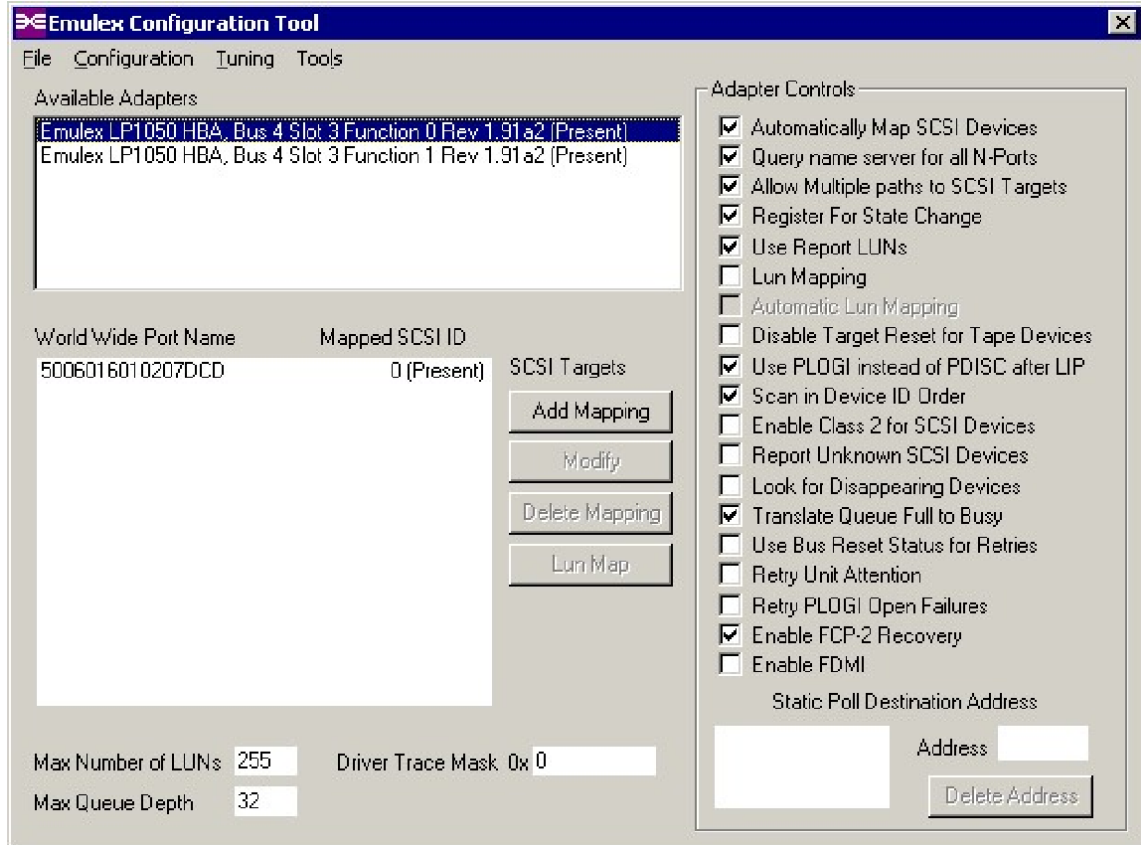 Emulex Configuration Tool
File Configuration Tuning Tools
Available Adapters
Emulex LP1050 HBA, Bus 4 Slot 3 Function 0 Rev 1.91a2 (Present)
Emulex LP1050 HBA, Bus 4 Slot 3 Function 1 Rev 1.91a2 (Present)
World Wide Port Name Mapped SCSI ID
5006016010207DCD 0 (Present)
SCSI Targets
Add Mapping
Modify
Delete Mapping
Lun Map
Max Number of LUNs 255
Driver Trace Mask 0x 0
Max Queue Depth 32
Adapter Controls
Automatically Map SCSI Devices
Query name server for all N-Ports
Allow Multiple paths to SCSI Targets
Register For State Change
Use Report LUNs
Lun Mapping
Automatic Lun Mapping
Disable Target Reset for Tape Devices
Use PLOGI instead of PDISC after LIP
Scan in Device ID Order
Enable Class 2 for SCSI Devices
Report Unknown SCSI Devices
Look for Disappearing Devices
Translate Queue Full to Busy
Use Bus Reset Status for Retries
Retry Unit Attention
Retry PLOGI Open Failures
Enable FCP-2 Recovery
Enable FDMI
Static Poll Destination Address
Address
Delete Address